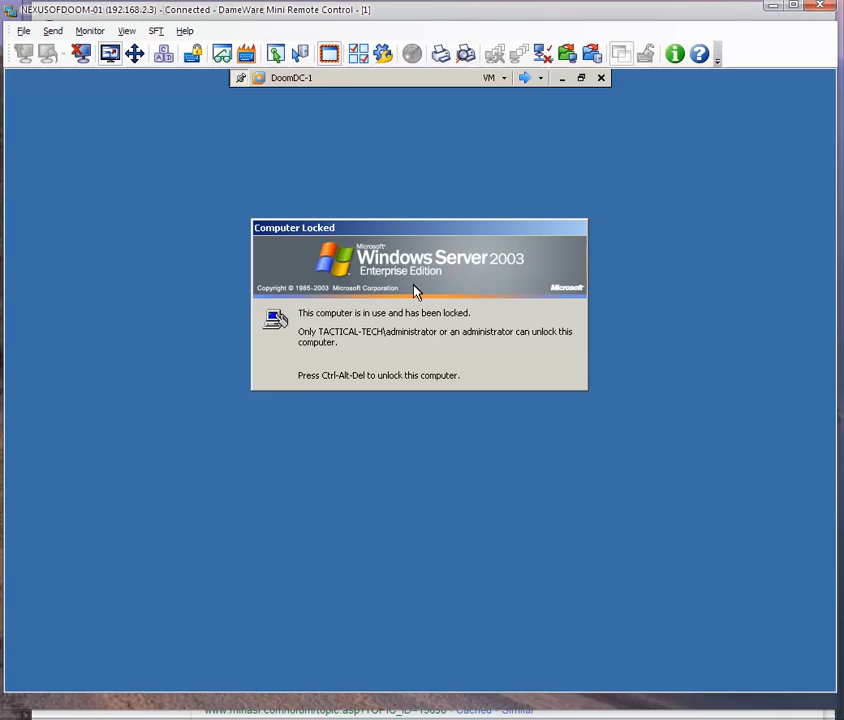 NEXUSOFDOOM-01 (192.168.2.3) - Connected - DameWare Mini Remote Control - [1]
File Send Monitor View SFT Help
DoomDC-1 VM
Computer Locked
Microsoft
Windows Server 2003
Enterprise Edition
Copyright © 1985-2003 Microsoft Corporation Microsoft
This computer is in use and has been locked.
Only TACTICAL-TECH\administrator or an administrator can unlock this
computer.
Press Ctrl-Alt-Del to unlock this computer.